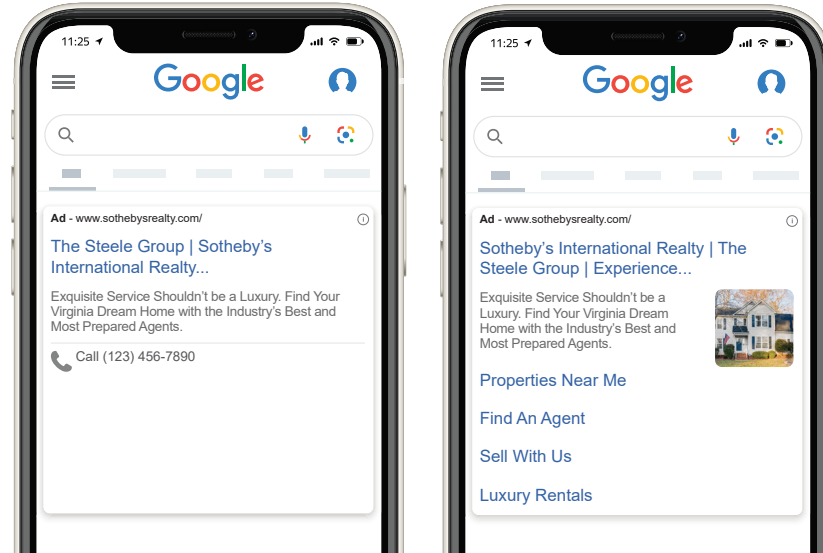 11:25
Google
Ad - www.sothebysrealty.com/
The Steele Group | Sotheby's
International Realty...
Exquisite Service Shouldn't be a Luxury. Find Your
Virginia Dream Home with the Industry's Best and
Most Prepared Agents.
Call (123) 456-7890
11:25
Google
Ad - www.sothebysrealty.com/
Sotheby's International Realty | The
Steele Group | Experience...
Exquisite Service Shouldn't be a
Luxury. Find Your Virginia Dream
Home with the Industry's Best and
Most Prepared Agents.
Properties Near Me
Find An Agent
Sell With Us
Luxury Rentals